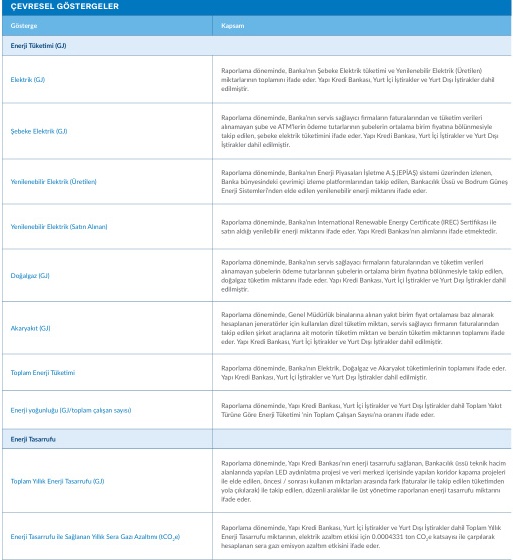 ÇEVRESEL GÖSTERGELER
Gösterge Kapsam
Enerji Tüketimi (GJ)
Elektrik (GJ)
Raporlama döneminde, Banka'nın Şebeke Elektrik tüketimi ve Yenilenebilir Elektrik (Üretilen)
miktarlarının toplamını ifade eder. Yapı Kredi Bankası, Yurt İçi İştirakler ve Yurt Dışı İştirakler dahil
edilmiştir.
Şebeke Elektrik (GJ)
Raporlama döneminde, Banka'nın servis sağlayıcı firmaların faturalarından ve tüketim verileri
alınamayan şube ve ATM'lerin ödeme tutarlarının şubelerin ortalama birim fiyatına bölünmesiyle
takip edilen, şebeke elektrik tüketimini ifade eder. Yapı Kredi Bankası, Yurt İçi İştirakler ve Yurt Dışı
İştirakler dahil edilmiştir.
Yenilenebilir Elektrik (Üretilen)
Raporlama döneminde, Banka'nın Enerji Piyasaları İşletme A.Ş.(EPİAŞ) sistemi üzerinden izlenen,
Banka bünyesindeki çevrimiçi izleme platformlarından takip edilen, Bankacılık Üssü ve Bodrum Güneş
Enerji Sistemleri'nden elde edilen yenilenebilir enerji miktarını ifade eder.
Yenilenebilir Elektrik (Satın Alınan)
Raporlama döneminde, Banka'nın International Renewable Energy Certificate (IREC) Sertifikası ile
satın aldığı yenilebilir enerji miktarını ifade eder. Yapı Kredi Bankası'nın alımlarını ifade etmektedir.
Doğalgaz (GJ)
Raporlama döneminde, Banka'nın servis sağlayacı firmaların faturalarından ve tüketim verileri
alınamayan şubelerin ödeme tutarlarının şubelerin ortalama birim fiyatına bölünmesiyle takip edilen,
doğalgaz tüketim miktarını ifade eder. Yapı Kredi Bankası, Yurt İçi İştirakler ve Yurt Dışı İştirakler dahil
edilmiştir.
Akaryakıt (GJ)
Raporlama döneminde, Genel Müdürlük binalarına alınan yakıt birim fiyat ortalaması baz alınarak
hesaplanan jeneratörler için kullanılan dizel tüketim miktarı, servis sağlayıcı firmanın faturalarından
takip edilen şirket araçlarına ait motorin tüketim miktarı ve benzin tüketim miktarının toplamını ifade
eder. Yapı Kredi Bankası, Yurt İçi İştirakler ve Yurt Dışı İştirakler dahil edilmiştir.
Toplam Enerji Tüketimi
Raporlama döneminde, Banka'nın Elektrik, Doğalgaz ve Akaryakıt tüketimlerinin toplamını ifade eder.
Yapı Kredi Bankası, Yurt İçi İştirakler ve Yurt Dışı İştirakler dahil edilmiştir.
Enerji yoğunluğu (GJ/toplam çalışan sayısı)
Raporlama döneminde, Yapı Kredi Bankası, Yurt İçi İştirakler ve Yurt Dışı İştirakler dahil Toplam Yakıt
Türüne Göre Enerji Tüketimi 'nin Toplam Çalışan Sayısı'na oranını ifade eder.
Enerji Tasarrufu
Toplam Yıllık Enerji Tasarrufu (GJ)
Raporlama döneminde, Yapı Kredi Bankası'nın enerji tasarrufu sağlanan, Bankacılık üssü teknik hacim
alanlarında yapılan LED aydınlatma projesi ve veri merkezi içerisinde yapılan koridor kapama projeleri
ile elde edilen, öncesi / sonrası kullanım miktarları arasında fark (faturalar ile takip edilen tüketimden
yola çıkılarak) ile takip edilen, düzenli aralıklar ile üst yönetime raporlanan enerji tasarrufu miktarını
ifade eder.
Enerji Tasarrufu ile Sağlanan Yıllık Sera Gazı Azaltımı (tCO₂e)
Raporlama döneminde, Yapı Kredi Bankası, Yurt İçi İştirakler ve Yurt Dışı İştirakler dahil Toplam Yıllık
Enerji Tasarrufu miktarının, elektrik azaltım etkisi için 0.0004331 ton CO₂e katsayısı ile çarpılarak
hesaplanan sera gazı emisyon azaltım etkisini ifade eder.